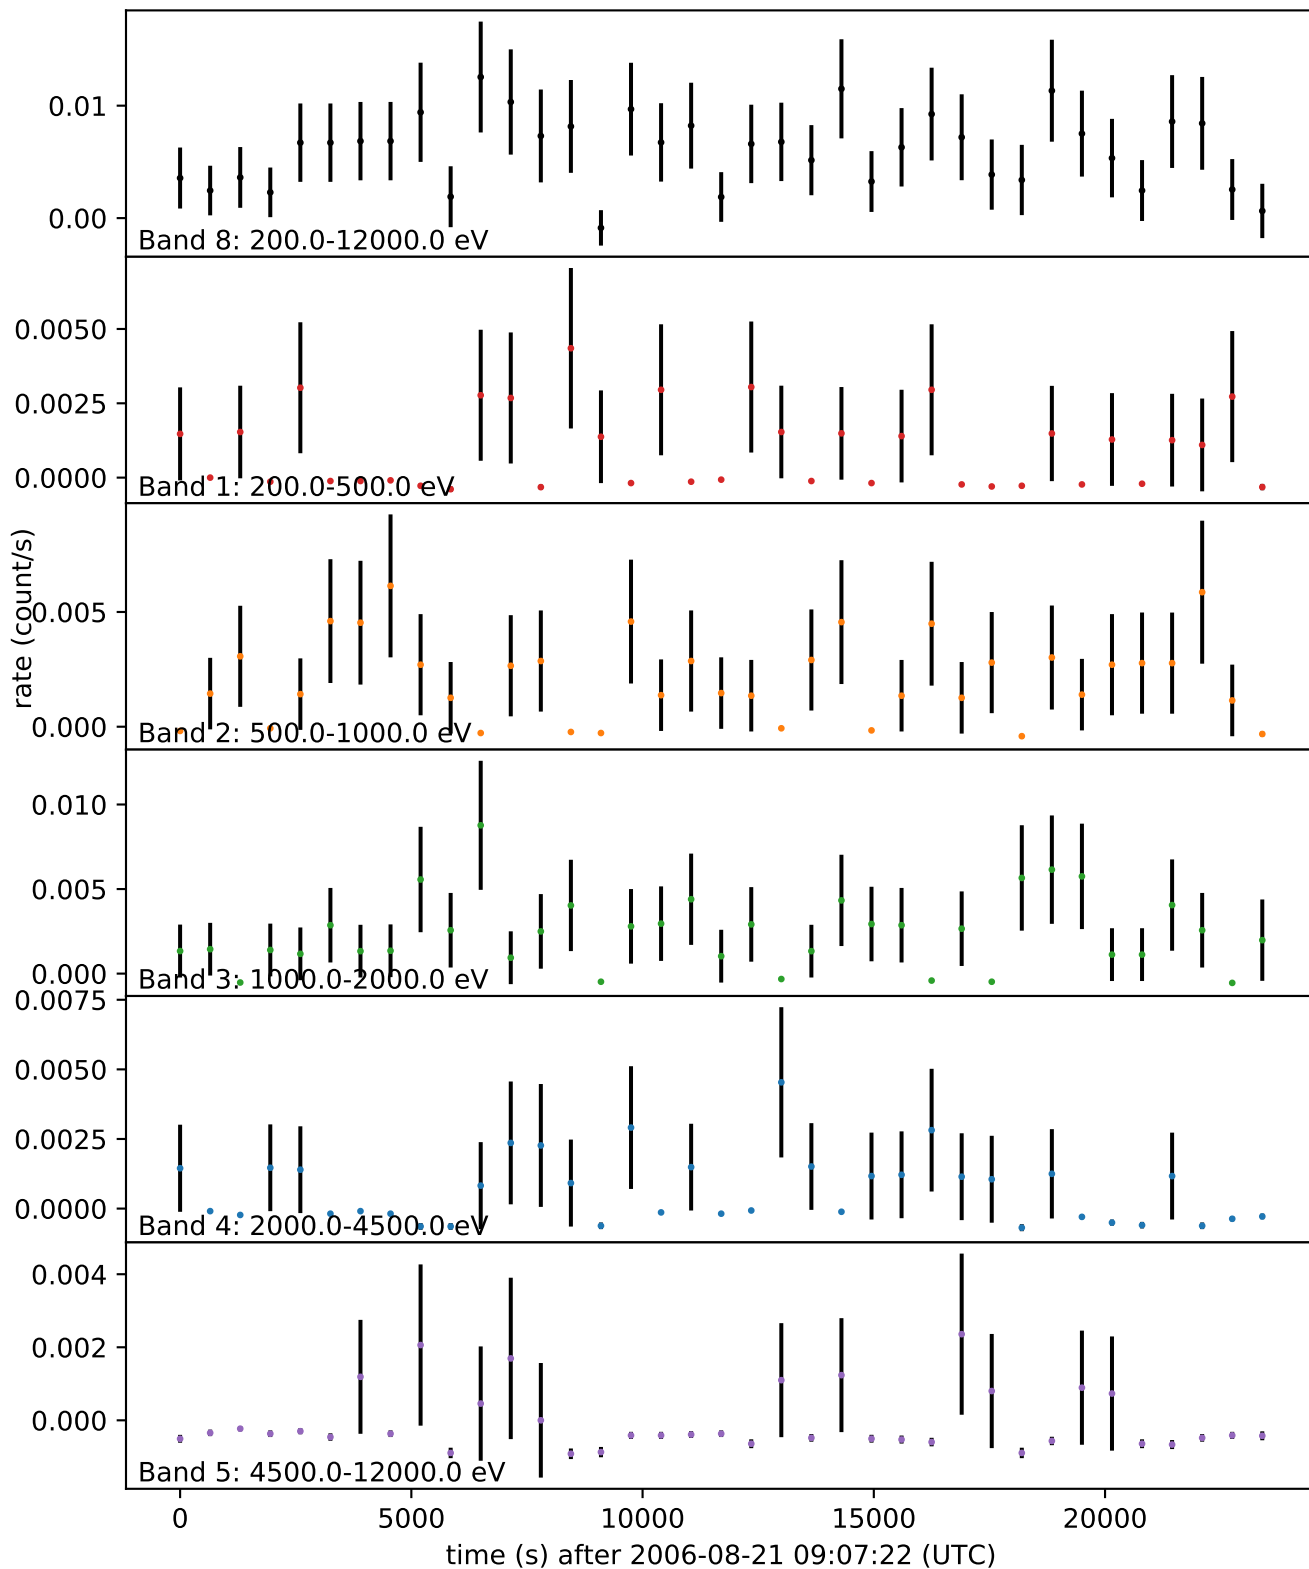 0.01
0.00
Band 8: 200.0-12000.0 eV
0.0050
0.0025
0.0000
Band 1: 200.0-500.0 eV
rate (count/s)
0.005
0.000
Band 2: 500.0-1000.0 eV
0.010
0.005
0.000
Band 3: 1000.0-2000.0 eV
0.0075
0.0050
0.0025
0.0000
Band 4: 2000.0-4500.0 eV
0.004
0.002
0.000
Band 5: 4500.0-12000.0 eV
0 5000 10000 15000 20000
time (s) after 2006-08-21 09:07:22 (UTC)